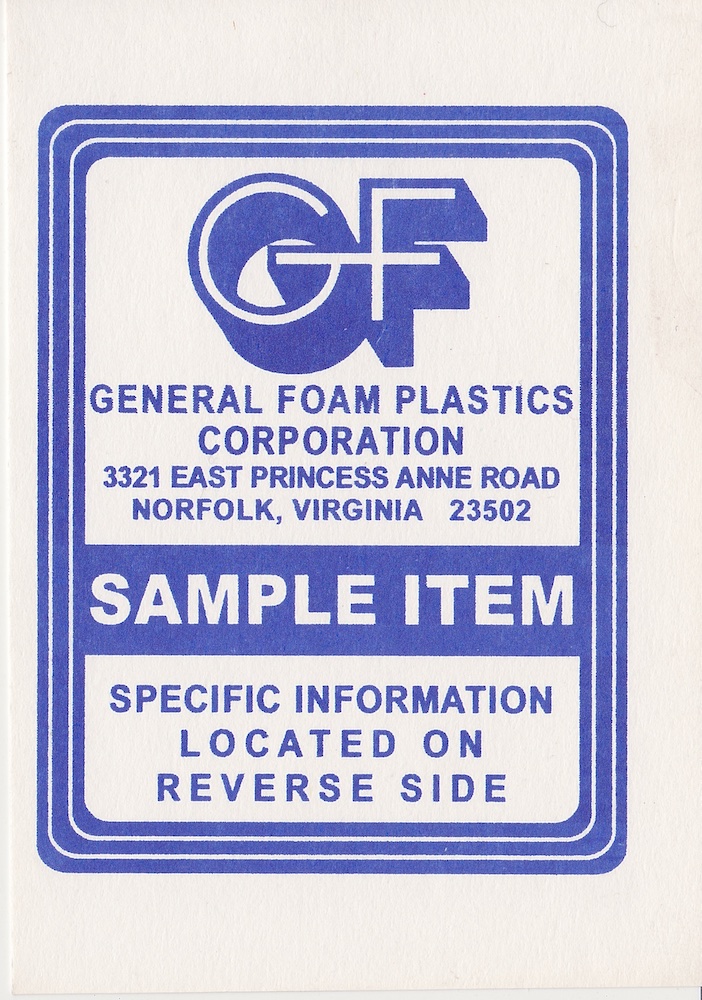 GF
GENERAL FOAM PLASTICS
CORPORATION
3321 EAST PRINCESS ANNE ROAD
NORFOLK, VIRGINIA 23502
SAMPLE ITEM
SPECIFIC INFORMATION
LOCATED ON
REVERSE SIDE